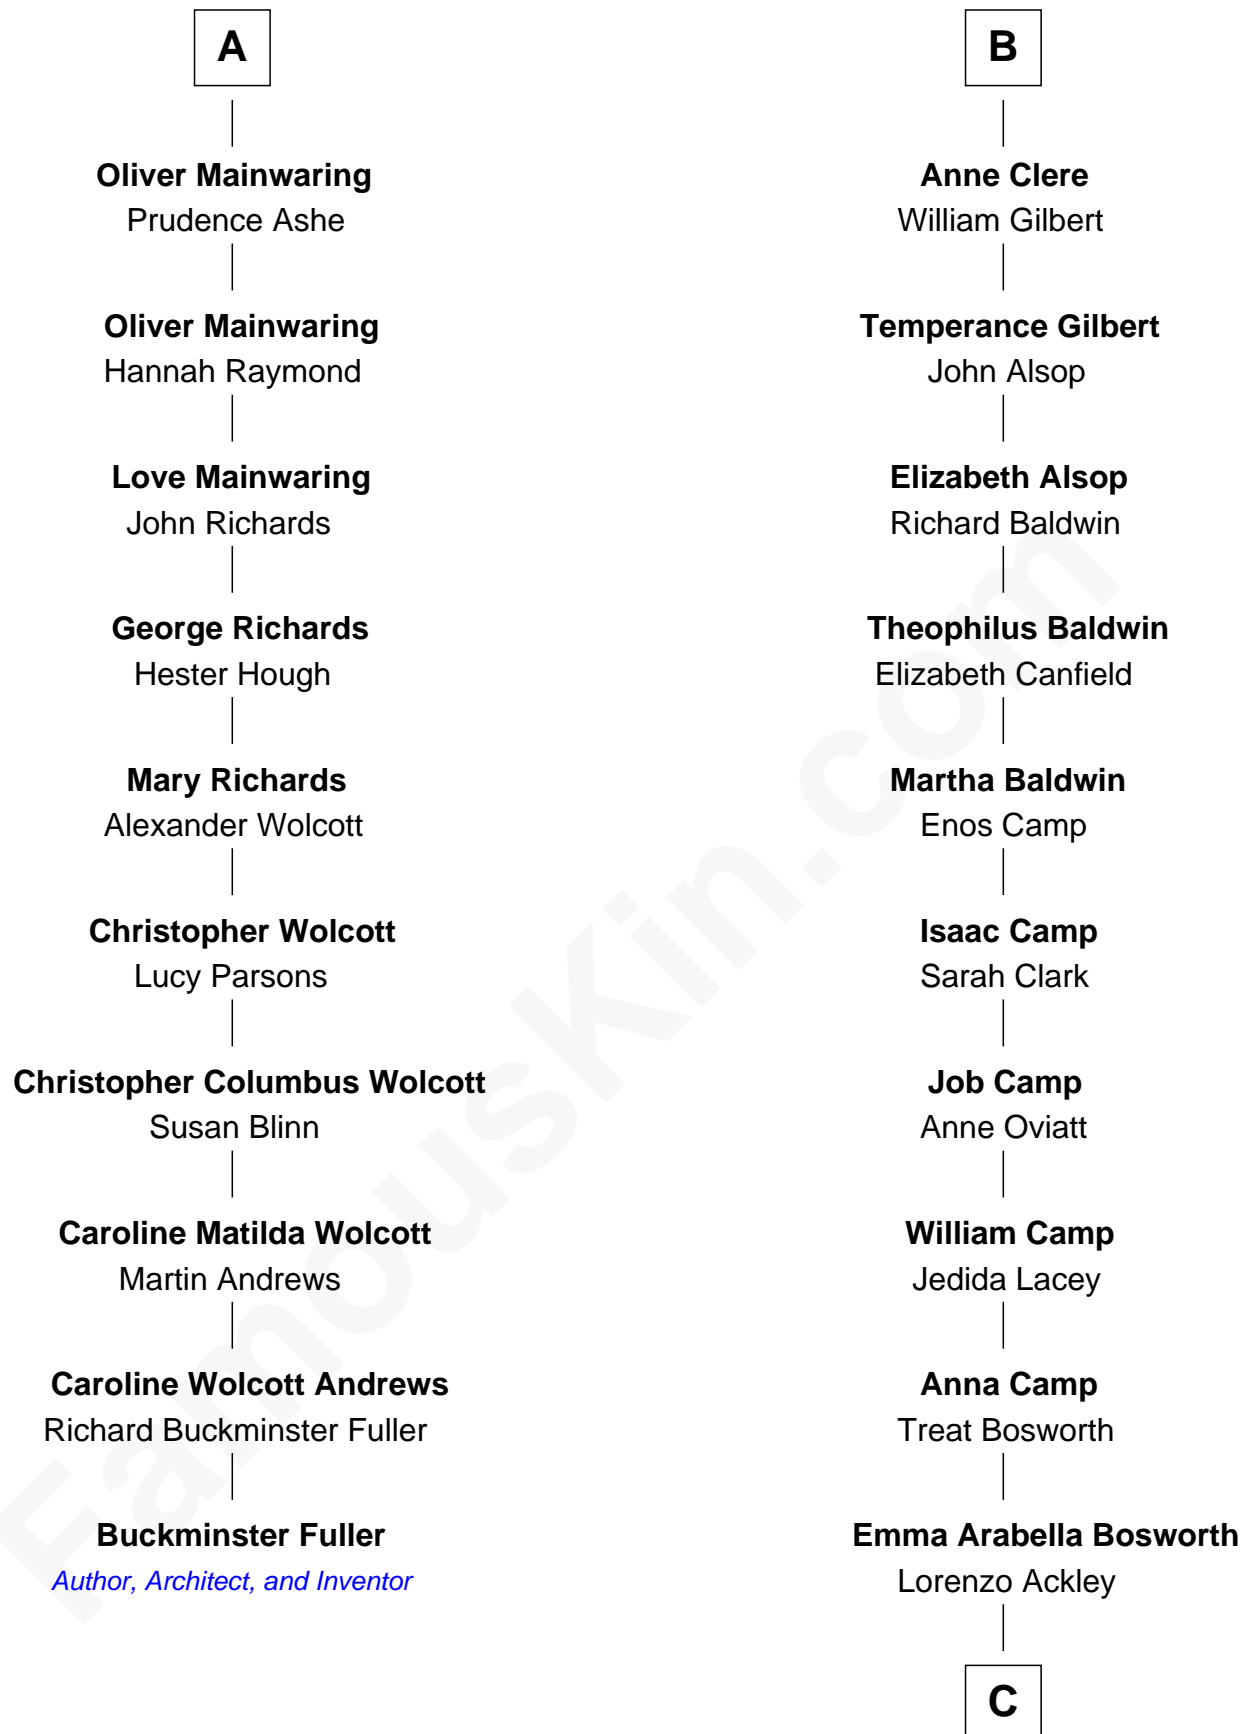 A
Oliver Mainwaring
Prudence Ashe
Oliver Mainwaring
Hannah Raymond
Love Mainwaring
John Richards
George Richards
Hester Hough
Mary Richards
Alexander Wolcott
Christopher Wolcott
Lucy Parsons
Christopher Columbus Wolcott
Susan Blinn
Caroline Matilda Wolcott
Martin Andrews
Caroline Wolcott Andrews
Richard Buckminster Fuller
Buckminster Fuller
Author, Architect, and Inventor
B
Anne Clere
William Gilbert
Temperance Gilbert
John Alsop
Elizabeth Alsop
Richard Baldwin
Theophilus Baldwin
Elizabeth Canfield
Martha Baldwin
Enos Camp
Isaac Camp
Sarah Clark
Job Camp
Anne Oviatt
William Camp
Jedida Lacey
Anna Camp
Treat Bosworth
Emma Arabella Bosworth
Lorenzo Ackley
C
FamousKin.com